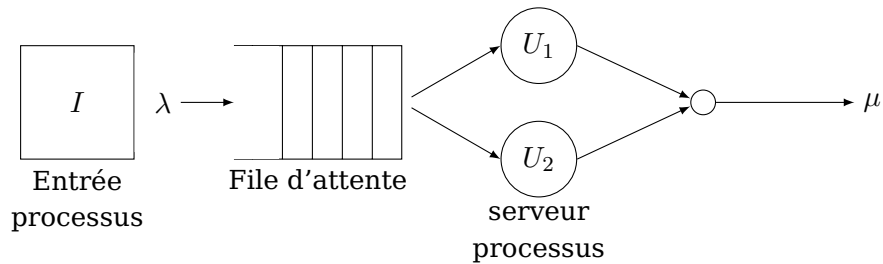 I
λ
U1
U2
μ
Entrée
processus
File d'attente
serveur
processus